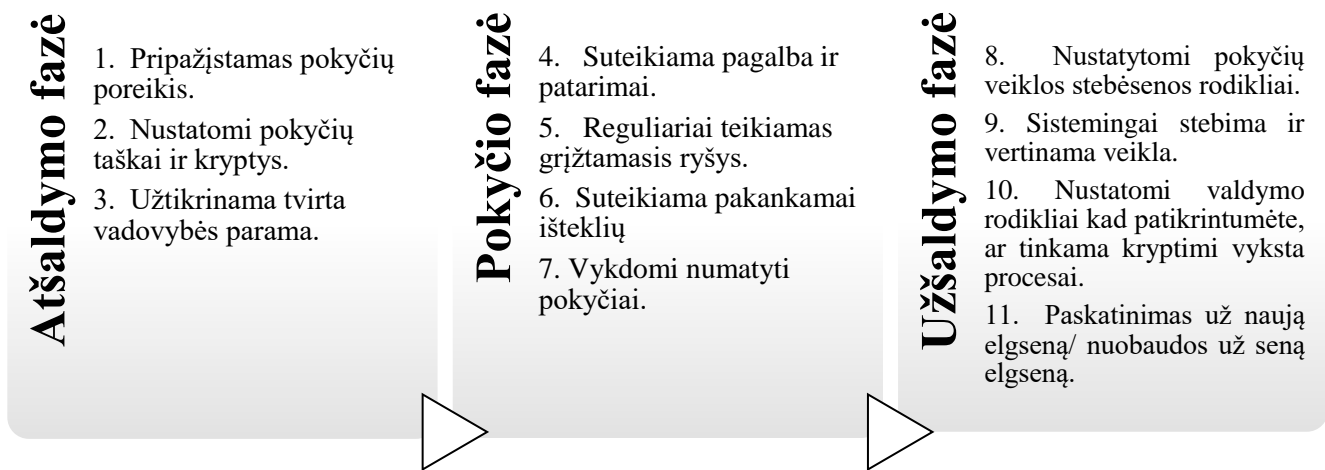 Atšaldymo fazė
1. Pripažįstamas pokyčių
poreikis.
2. Nustatomi pokyčių
taškai ir kryptys.
3. Užtikrinama tvirta
vadovybės parama.
Pokyčio fazė
4. Suteikiama pagalba ir
patarimai.
5. Reguliariai teikiamas
grįžtamasis ryšys.
6. Suteikiama pakankamai
išteklių
7. Vykdomi numatyti
pokyčiai.
Užšaldymo fazė
8. Nustatytomi pokyčių
veiklos stebėsenos rodikliai.
9. Sistemingai stebima ir
vertinama veikla.
10. Nustatomi valdymo
rodikliai kad patikrintumėte,
ar tinkama kryptimi vyksta
procesai.
11. Paskatinimas už naują
elgseną/ nuobaudos už seną
elgseną.